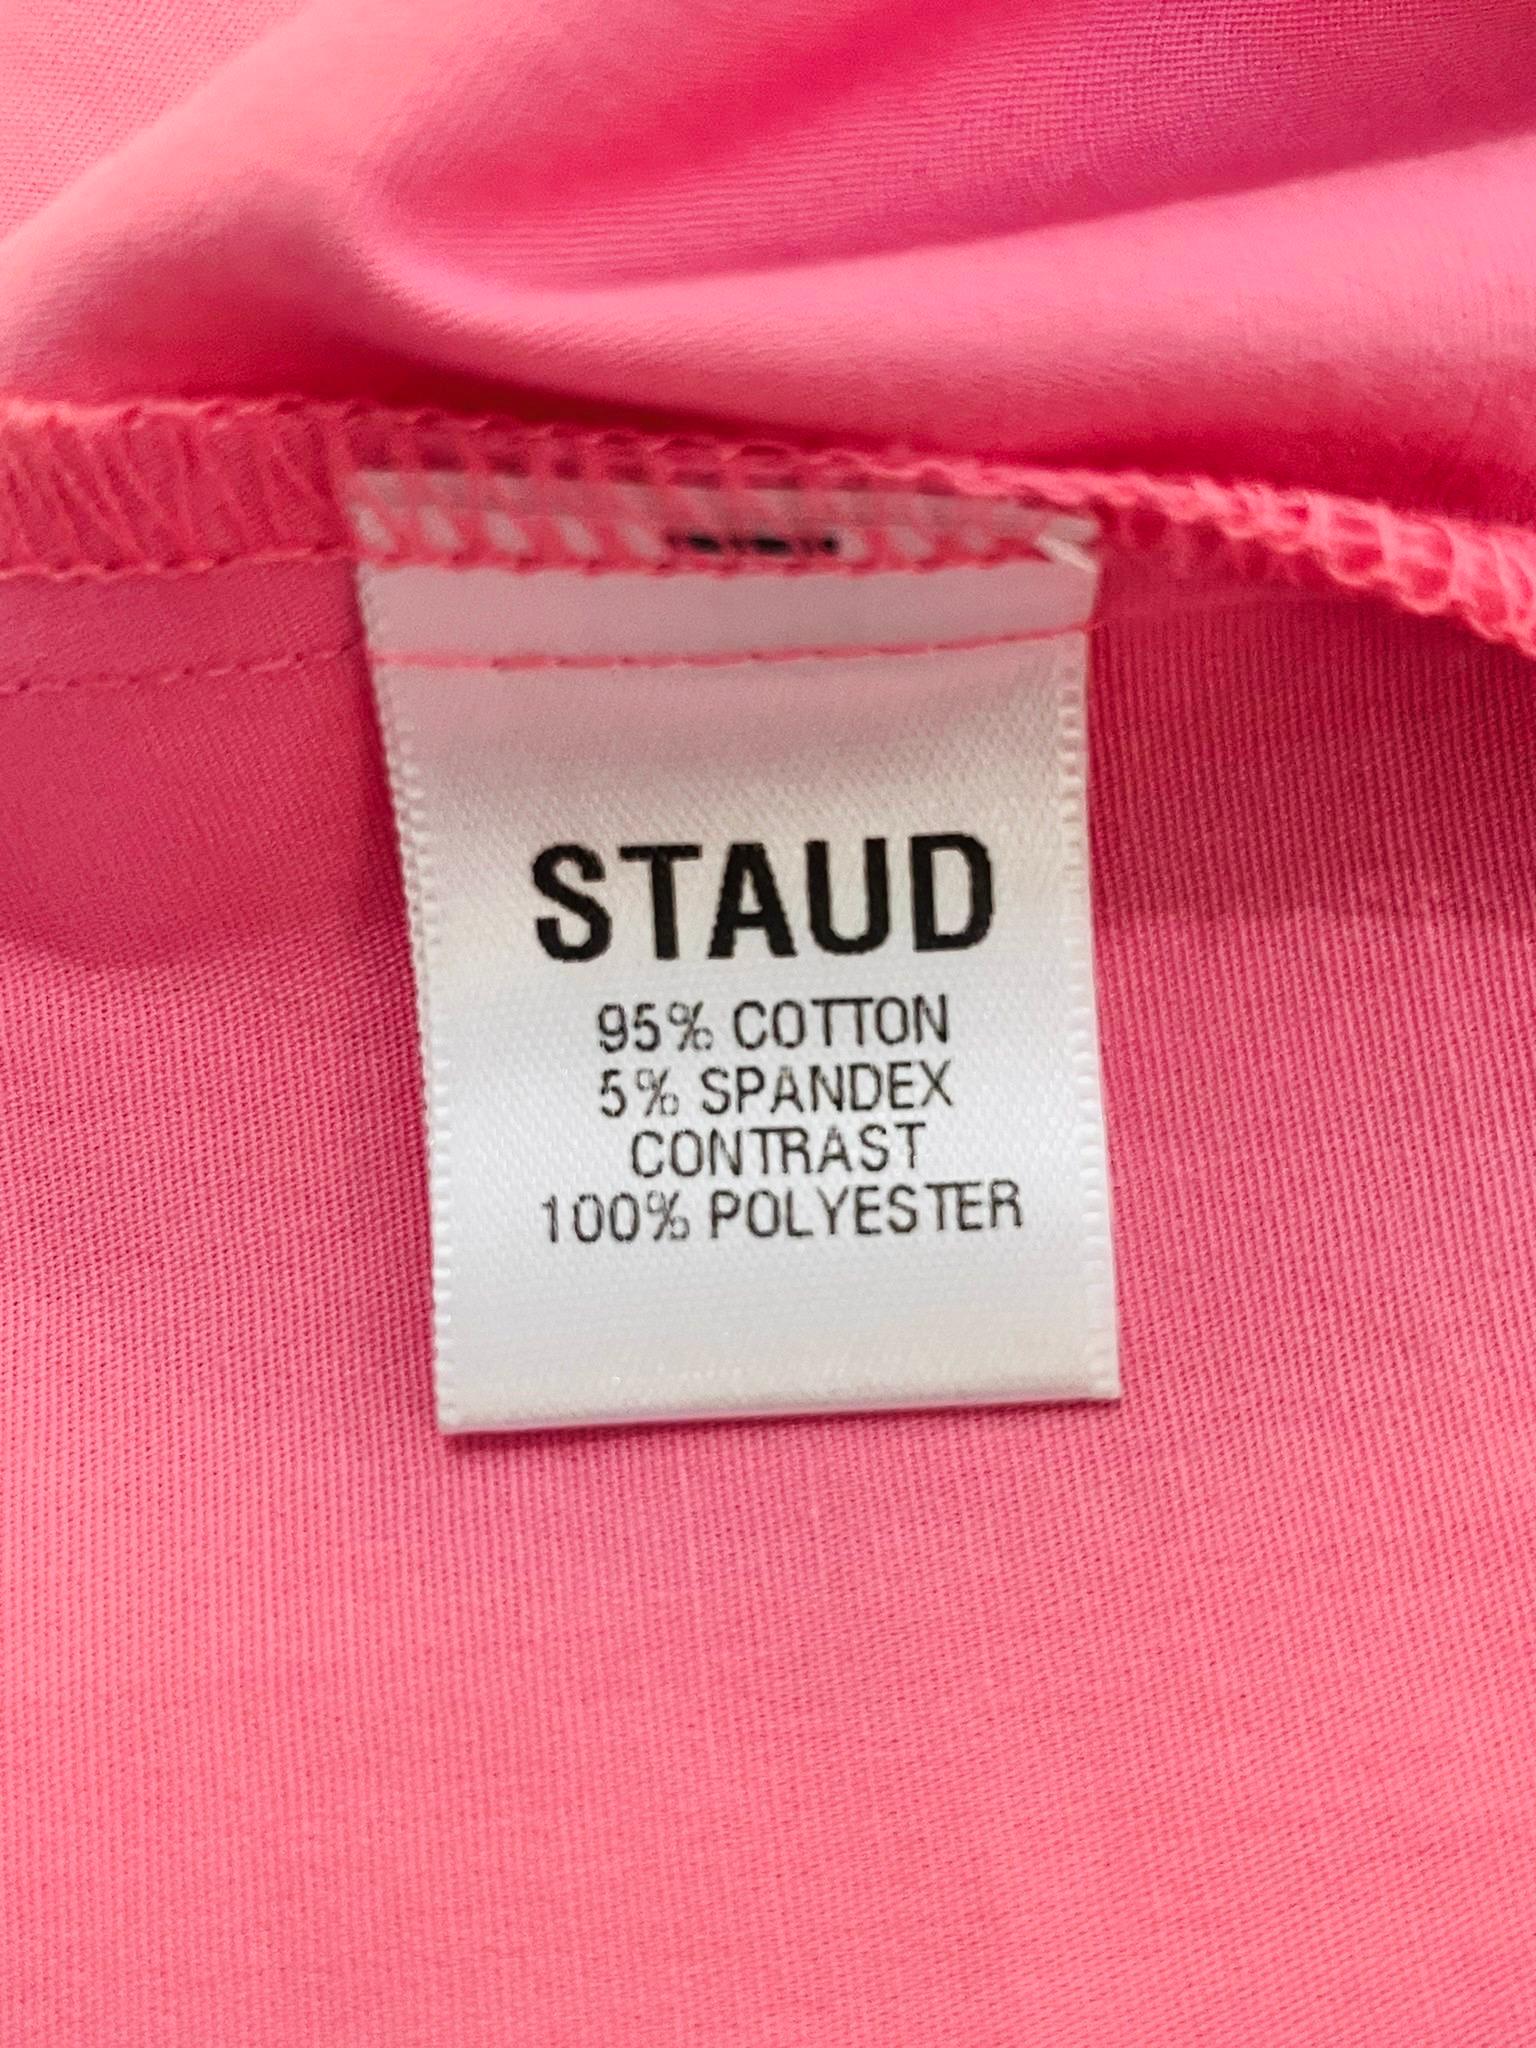 STAUD
95% COTTON
5% SPANDEX
CONTRAST
100% POLYESTER